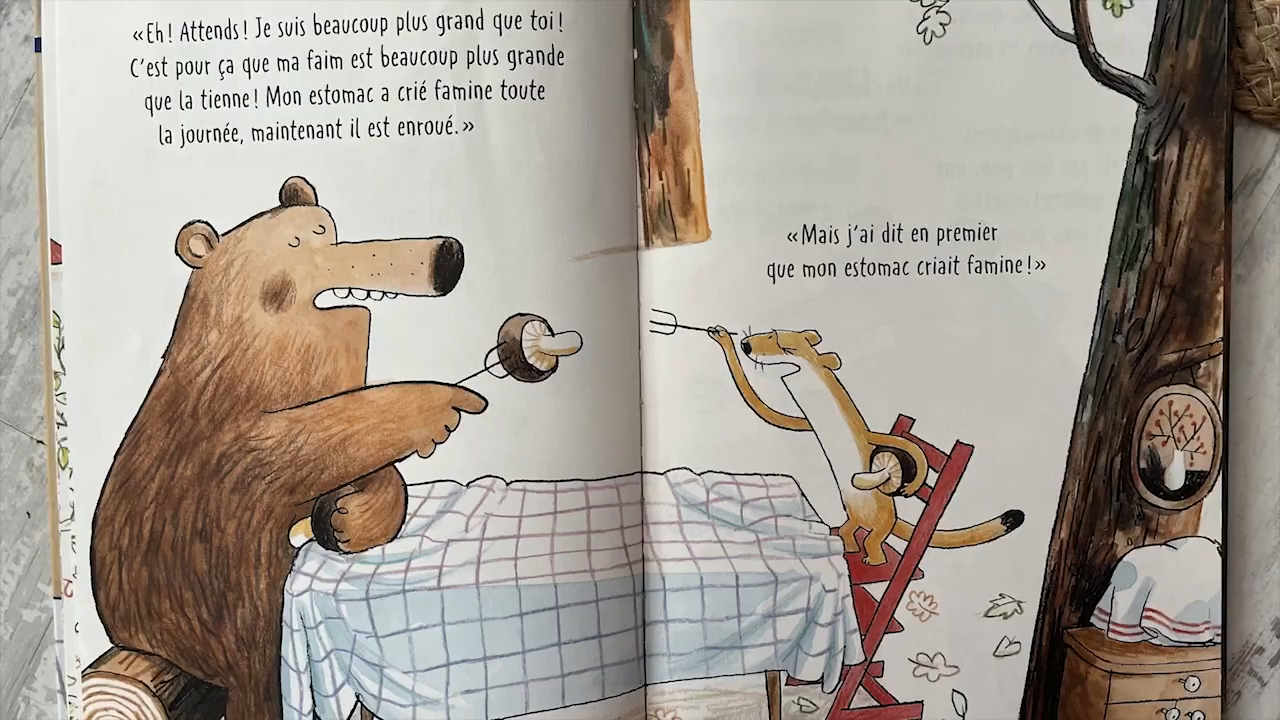 «Eh! Attends! Je suis beaucoup plus grand que toi!
C'est pour ça que ma faim est beaucoup plus grande
que la tienne! Mon estomac a crié famine toute
la journée, maintenant il est enroué.»
«Mais j'ai dit en premier
que mon estomac criait famine!»